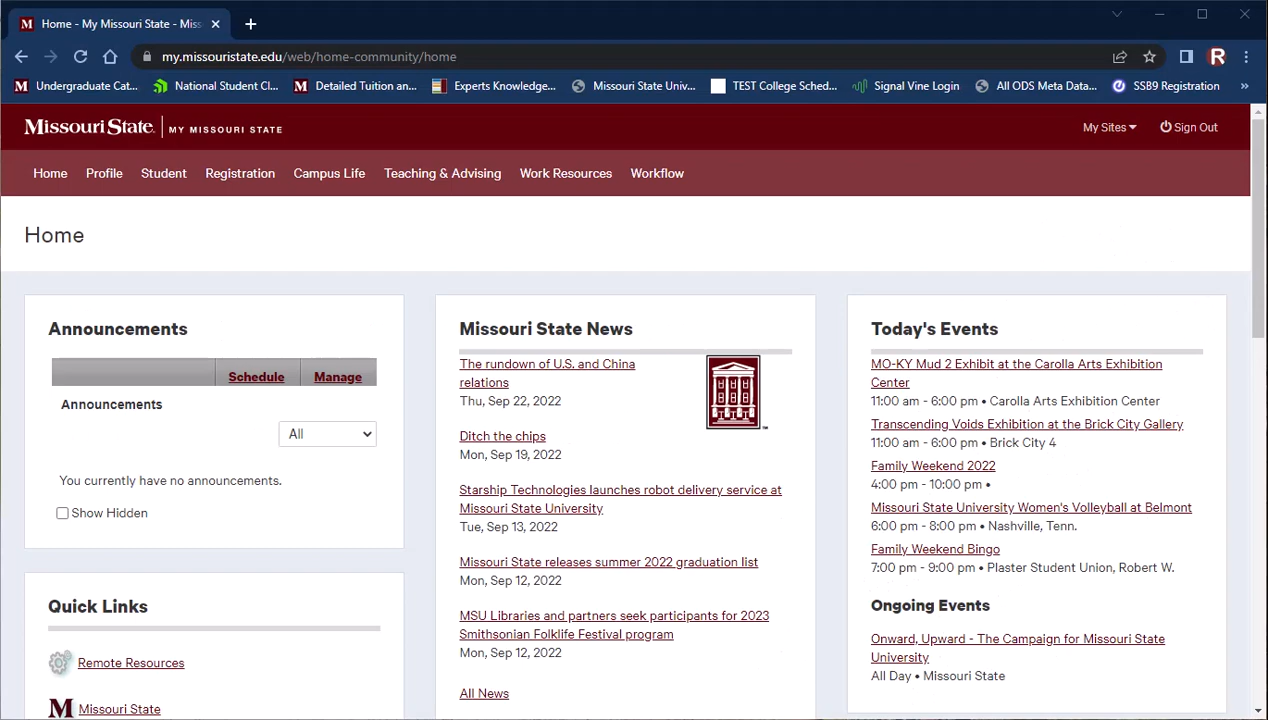 Home - My Missouri State - Miss
my.missouristate.edu/web/home-community/home
R
Undergraduate Cat...
National Student Cl...
Detailed Tuition an...
Experts Knowledge...
Missouri State Univ...
TEST College Sched...
Signal Vine Login
All ODS Meta Data...
SSB9 Registration
»
Missouri State. MY MISSOURI STATE
My Sites
Sign Out
Home
Profile
Student
Registration
Campus Life
Teaching & Advising
Work Resources
Workflow
Home
Announcements
Schedule
Manage
Announcements
All
You currently have no announcements.
Show Hidden
Quick Links
Remote Resources
M Missouri State
Missouri State News
The rundown of U.S. and China
relations
Thu, Sep 22, 2022
Ditch the chips
Mon, Sep 19, 2022
Starship Technologies launches robot delivery service at
Missouri State University
Tue, Sep 13, 2022
Missouri State releases summer 2022 graduation list
Mon, Sep 12, 2022
MSU Libraries and partners seek participants for 2023
Smithsonian Folklife Festival program
Mon, Sep 12, 2022
All News
TM
Today's Events
MO-KY Mud 2 Exhibit at the Carolla Arts Exhibition
Center
11:00 am - 6:00 pm • Carolla Arts Exhibition Center
Transcending Voids Exhibition at the Brick City Gallery
11:00 am - 6:00 pm • Brick City 4
Family Weekend 2022
4:00 pm - 10:00 pm •
Missouri State University Women's Volleyball at Belmont
6:00 pm - 8:00 pm • Nashville, Tenn.
Family Weekend Bingo
7:00 pm - 9:00 pm • Plaster Student Union, Robert W.
Ongoing Events
Onward, Upward - The Campaign for Missouri State
University
All Day • Missouri State